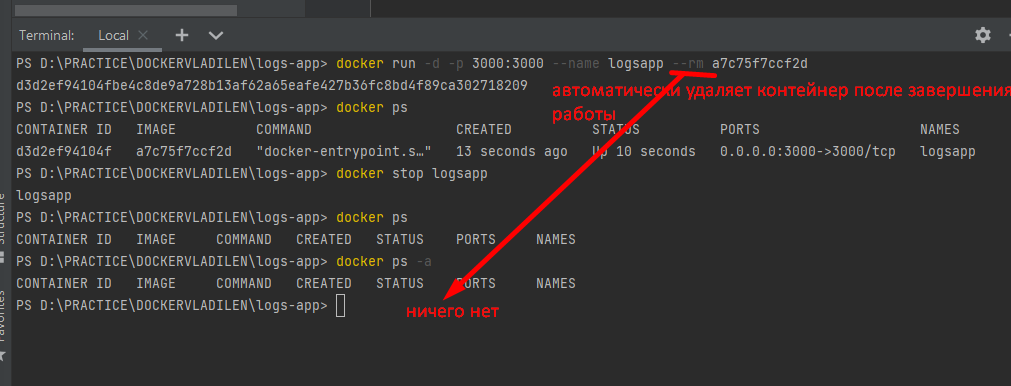 Terminal: Local
PS D:\PRACTICE\DOCKERVLADILEN\logs-app> docker run -d -p 3000:3000 --name logsapp --rm a7c75f7ccf2d
d3d2ef94104fbe4c8de9a728b13af62a65eafe427b36fc8bd4f89ca302718209
автоматически удаляет контейнер после завершения
работы
PS D:\PRACTICE\DOCKERVLADILEN\logs-app> docker ps
CONTAINER ID IMAGE COMMAND CREATED STATUS PORTS NAMES
d3d2ef94104f a7c75f7ccf2d "docker-entrypoint.s…" 13 seconds ago Up 10 seconds 0.0.0.0:3000->3000/tcp logsapp
PS D:\PRACTICE\DOCKERVLADILEN\logs-app> docker stop logsapp
logsapp
PS D:\PRACTICE\DOCKERVLADILEN\logs-app> docker ps
CONTAINER ID IMAGE COMMAND CREATED STATUS PORTS NAMES
PS D:\PRACTICE\DOCKERVLADILEN\logs-app> docker ps -a
CONTAINER ID IMAGE COMMAND CREATED STATUS PORTS NAMES
PS D:\PRACTICE\DOCKERVLADILEN\logs-app>
ничего нет
Structure
Favorites